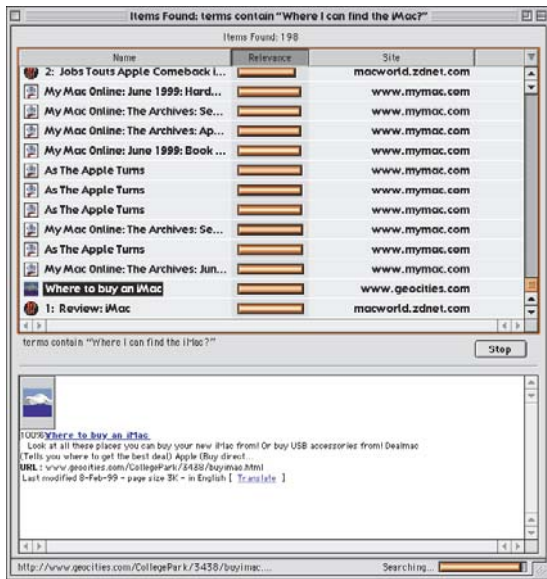 Items Found: terms contain "Where I can find the iMac?"
Items Found: 198
Name Relevance Site
2: Jobs Touts Apple Comeback i... macworld.zdnet.com
My Mac Online: June 1999: Hard... www.mymac.com
My Mac Online: The Archives: Se... www.mymac.com
My Mac Online: The Archives: Ap... www.mymac.com
My Mac Online: June 1999: Book ... www.mymac.com
As The Apple Turns www.mymac.com
As The Apple Turns www.mymac.com
As The Apple Turns www.mymac.com
My Mac Online: The Archives: Se... www.mymac.com
As The Apple Turns www.mymac.com
My Mac Online: The Archives: Jun... www.mymac.com
Where to buy an iMac www.geocities.com
1: Review: iMac macworld.zdnet.com
terms contain "Where I can find the iMac?"
Stop
100% Where to buy an iMac
Look at all these places you can buy your new iMac from! Or buy USB accessories from! Dealmac
(Tells you where to get the best deal) Apple (Buy direct...
URL: www.geocities.com/CollegePark/3438/buyimac.html
Last modified 8-Feb-99 - page size 3K - in English [ Translate ]
http://www.geocities.com/CollegePark/3438/buyimac.... Searching...